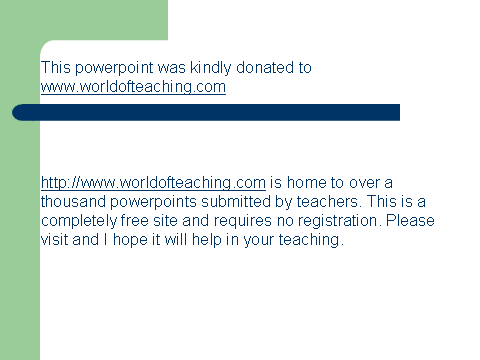 This powerpoint was kindly donated to
www.worldofteaching.com
http://www.worldofteaching.com is home to over a
thousand powerpoints submitted by teachers. This is a
completely free site and requires no registration. Please
visit and I hope it will help in your teaching.